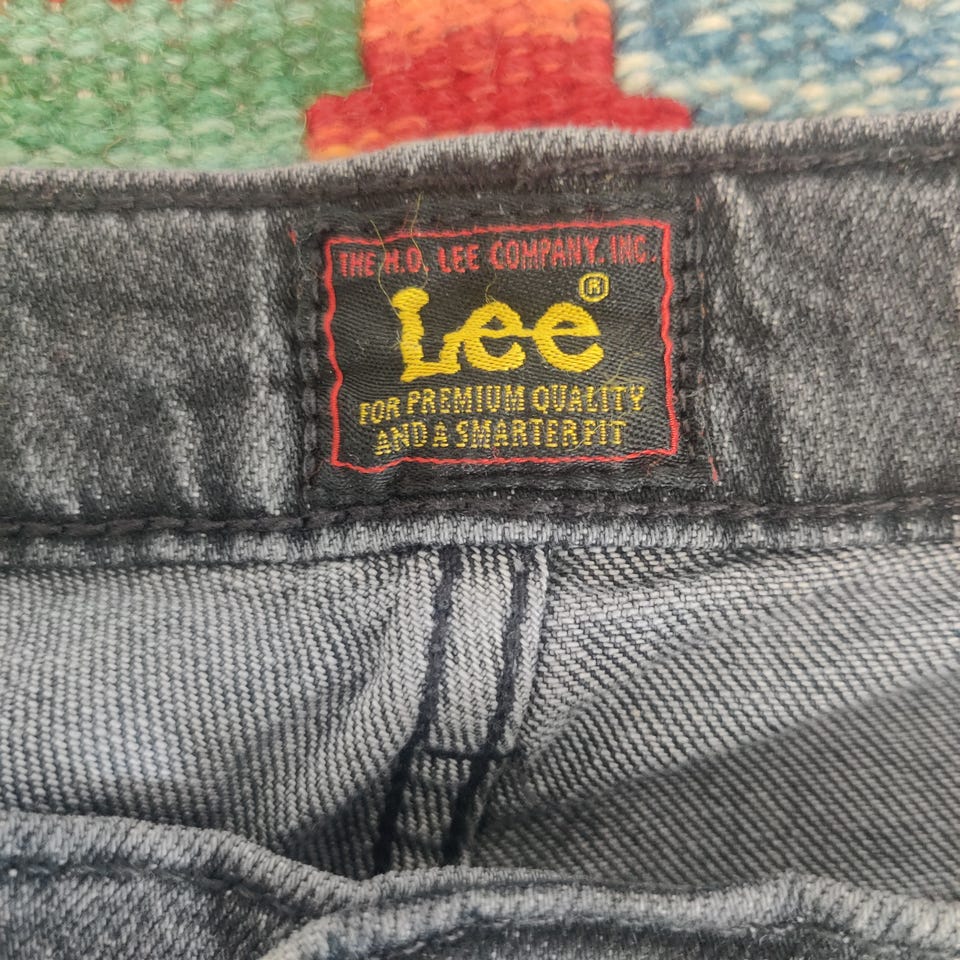 THE H.D. LEE COMPANY, INC.
Lee®
FOR PREMIUM QUALITY
AND A SMARTER FIT